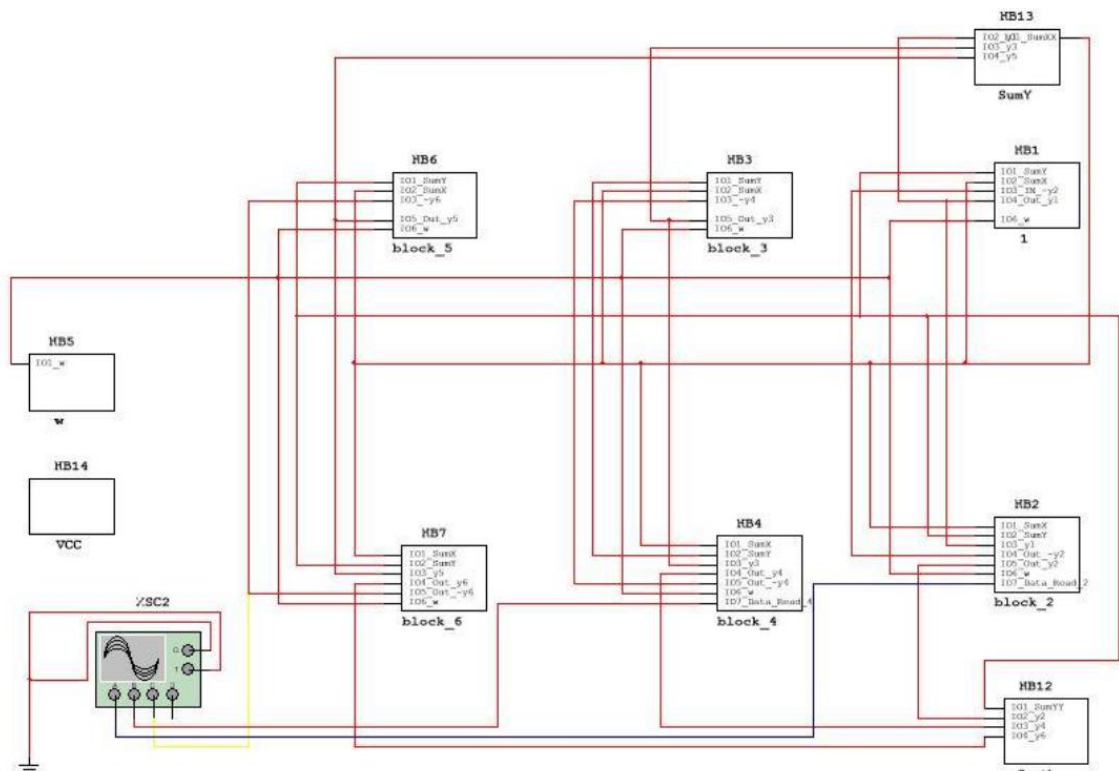 HB13
IO3_y3
IO4_y5
SumY
HB6
IO1_SumY
IO2_SumX
IO3_-y6
IO5_Out_y5
IO6_w
block_5
HB3
IO1_SumY
IO2_SumX
IO3_-y4
IO5_Out_y3
IO6_w
block_3
HB1
IO1_SumY
IO2_SumX
IO3_IN_-y2
IO4_Out_y1
IO6_w
1
HB5
IO1_w
w
HB14
VCC
HB7
IO1_SumX
IO2_SumY
IO3_y5
IO4_Out_y6
IO5_Out_-y6
IO6_w
block_6
HB4
IO1_SumX
IO2_SumY
IO3_y3
IO4_Out_y4
IO5_Out_-y4
IO6_w
IO7_Data_Road_4
block_4
HB2
IO1_SumX
IO2_SumY
IO3_y1
IO4_Out_-y2
IO5_Out_y2
IO6_w
IO7_Data_Road_2
block_2
XSC2
G
T
A B C D
HB12
IO1_SumYY
IO2_y2
IO3_y4
IO4_y6